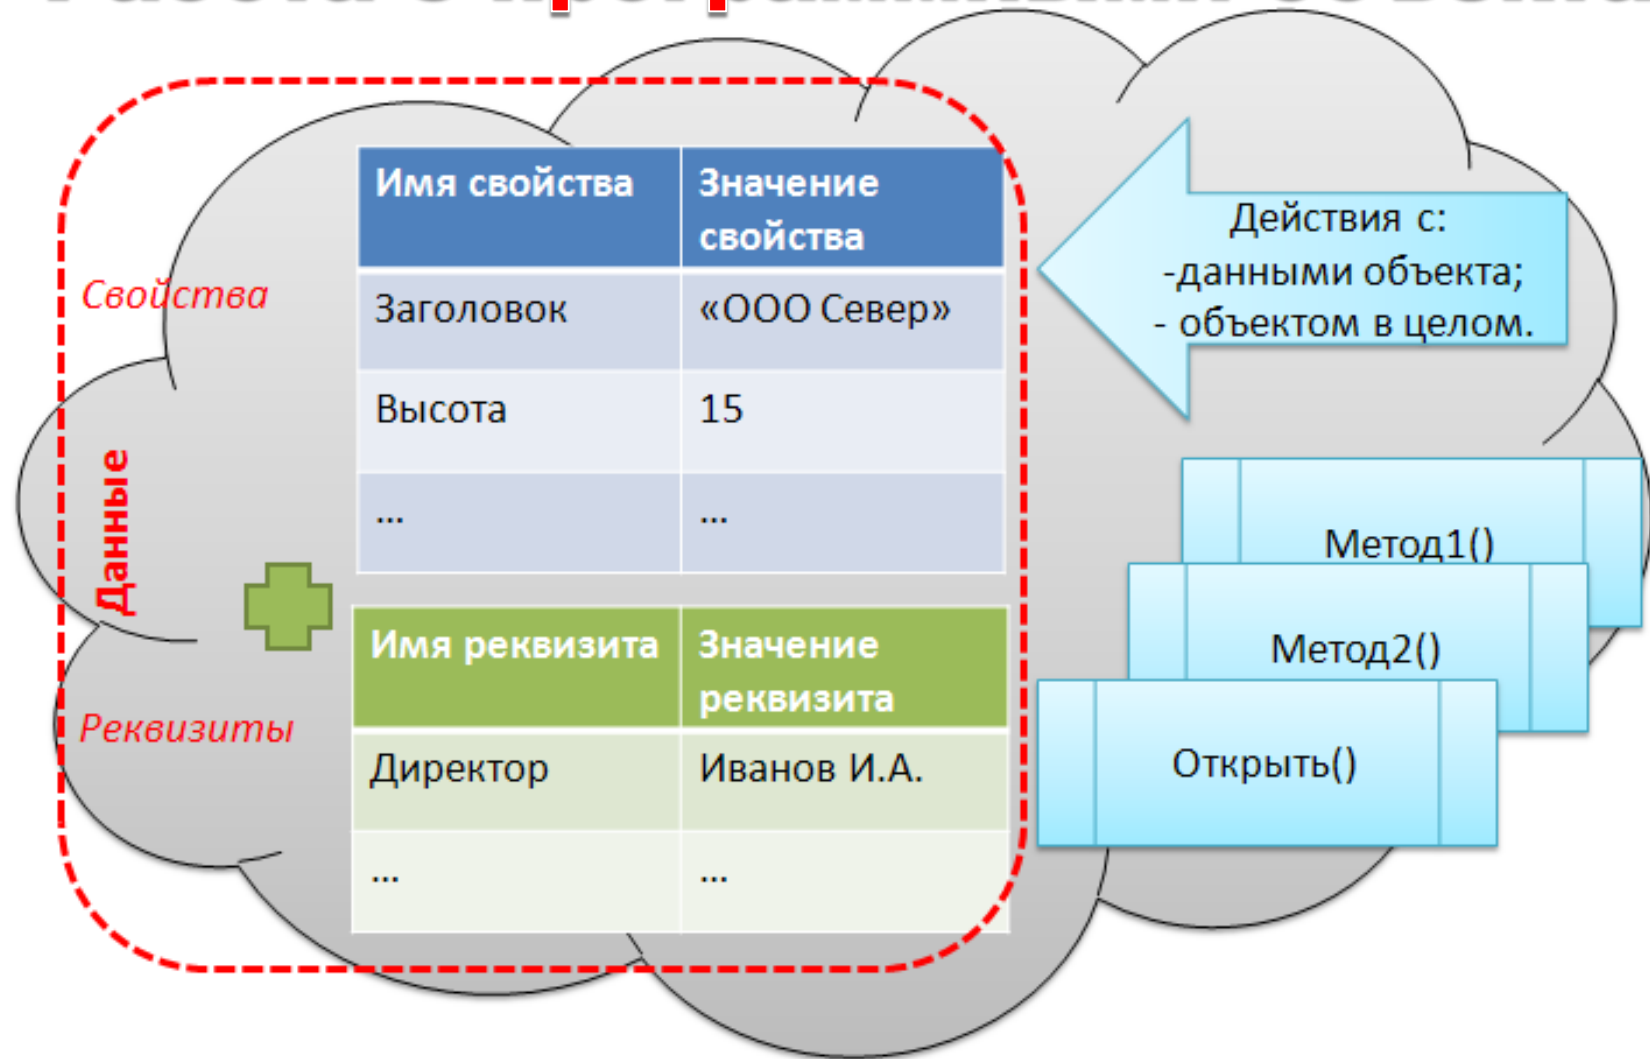 Свойства
Данные
Реквизиты
Имя свойства
Значение
свойства
Заголовок
«ООО Север»
Высота
15
...
...
Имя реквизита
Значение
реквизита
Директор
Иванов И.А.
...
...
Действия с:
-данными объекта;
- объектом в целом.
Метод1()
Метод2()
Открыть()